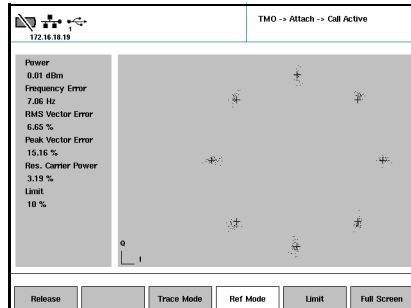 TMO -> Attach -> Call Active
1
172.16.18.19
Power
0.01 dBm
Frequency Error
7.06 Hz
RMS Vector Error
6.65 %
Peak Vector Error
15.16 %
Res. Carrier Power
3.19 %
Limit
10 %
Q
I
Release
Trace Mode
Ref Mode
Limit
Full Screen